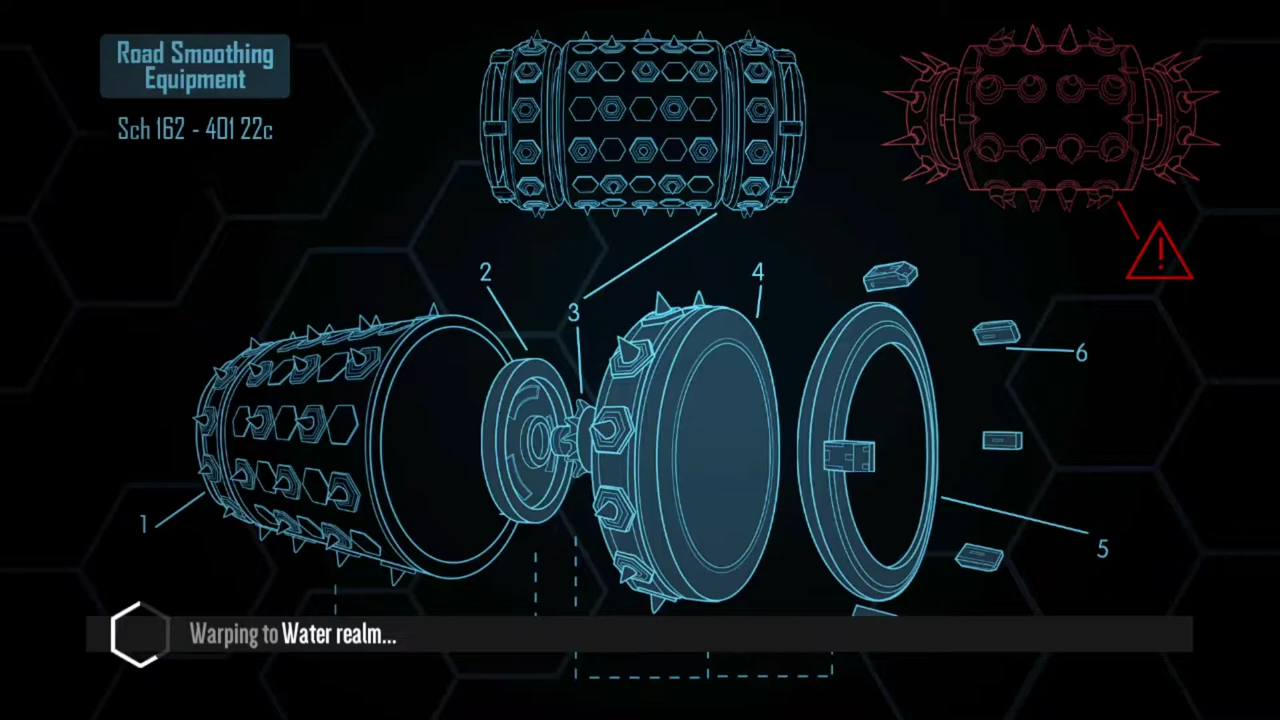 Road Smoothing
Equipment
Sch 162 - 401 22c
2
3
4
6
1
5
Warping to Water realm...